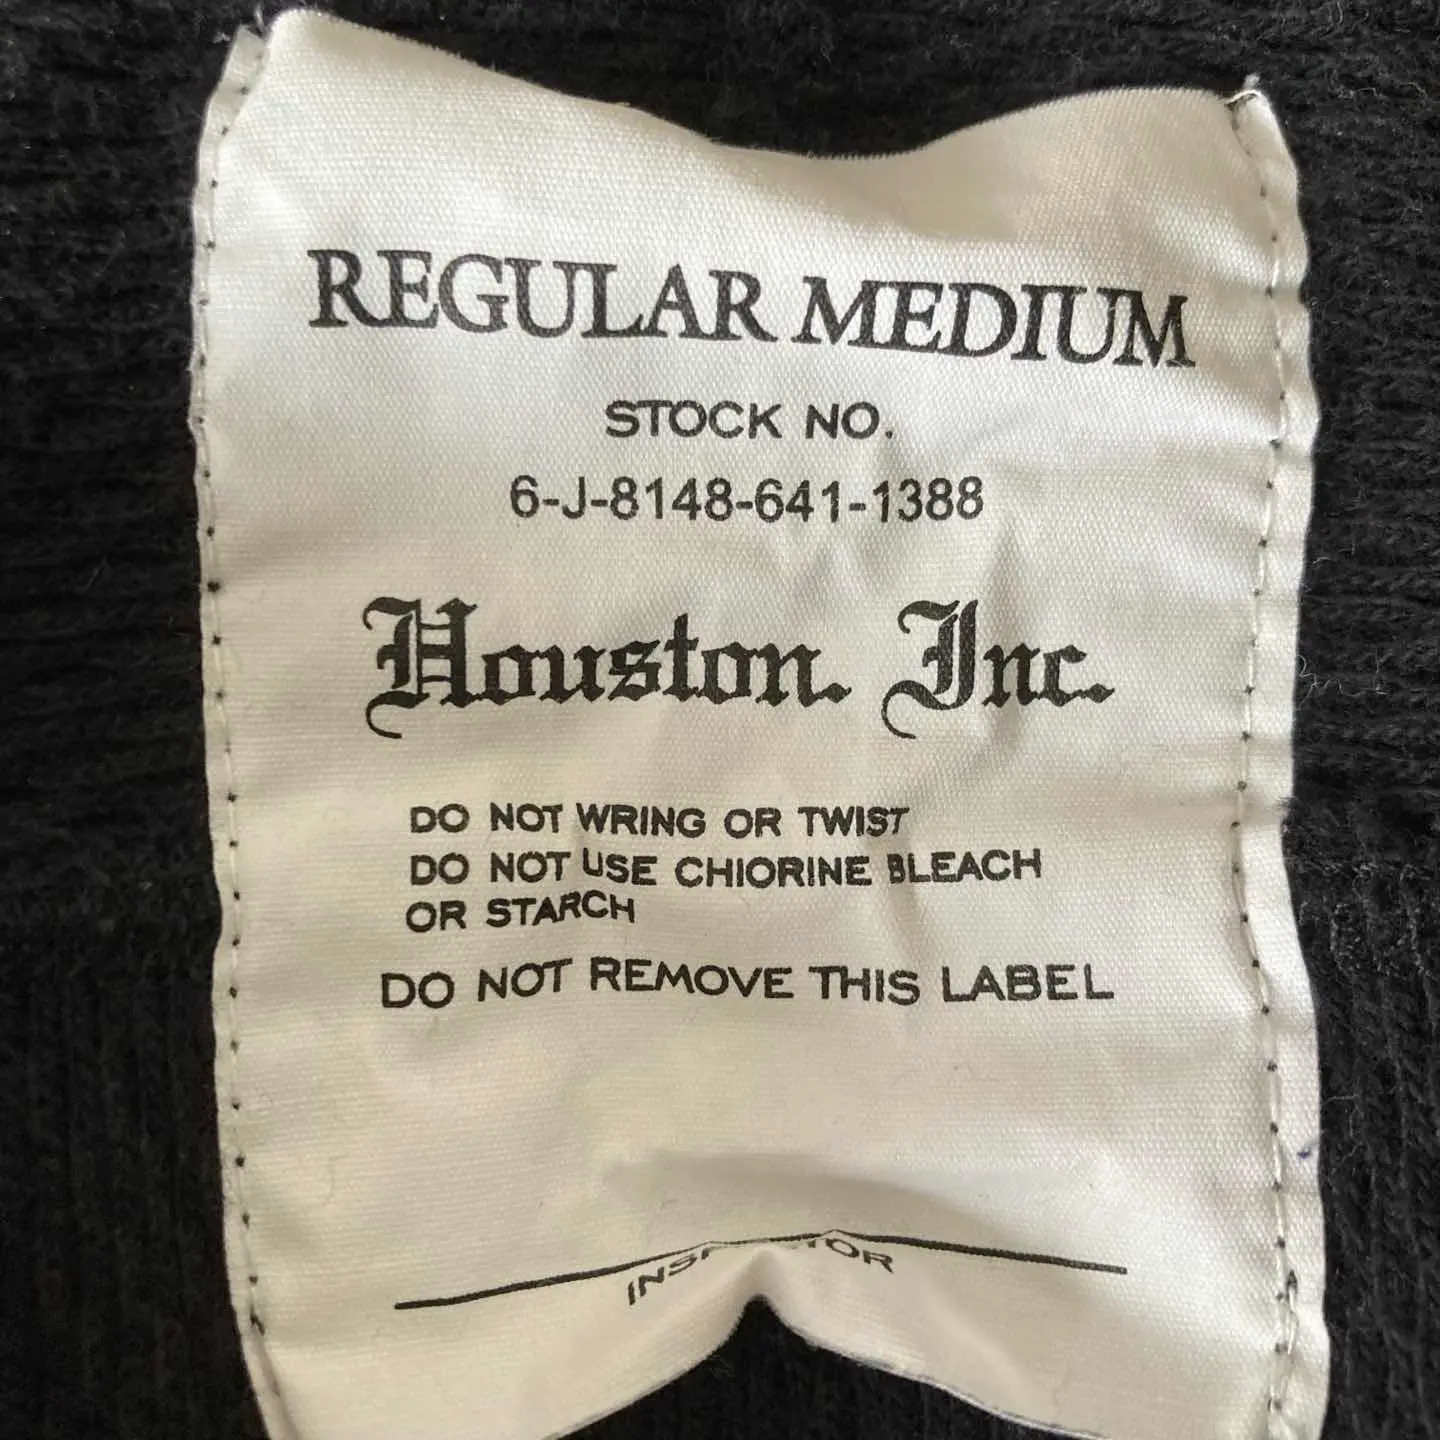 REGULAR MEDIUM
STOCK NO.
6-J-8148-641-1388
Houston. Inc.
DO NOT WRING OR TWIST
DO NOT USE CHIORINE BLEACH
OR STARCH
DO NOT REMOVE THIS LABEL